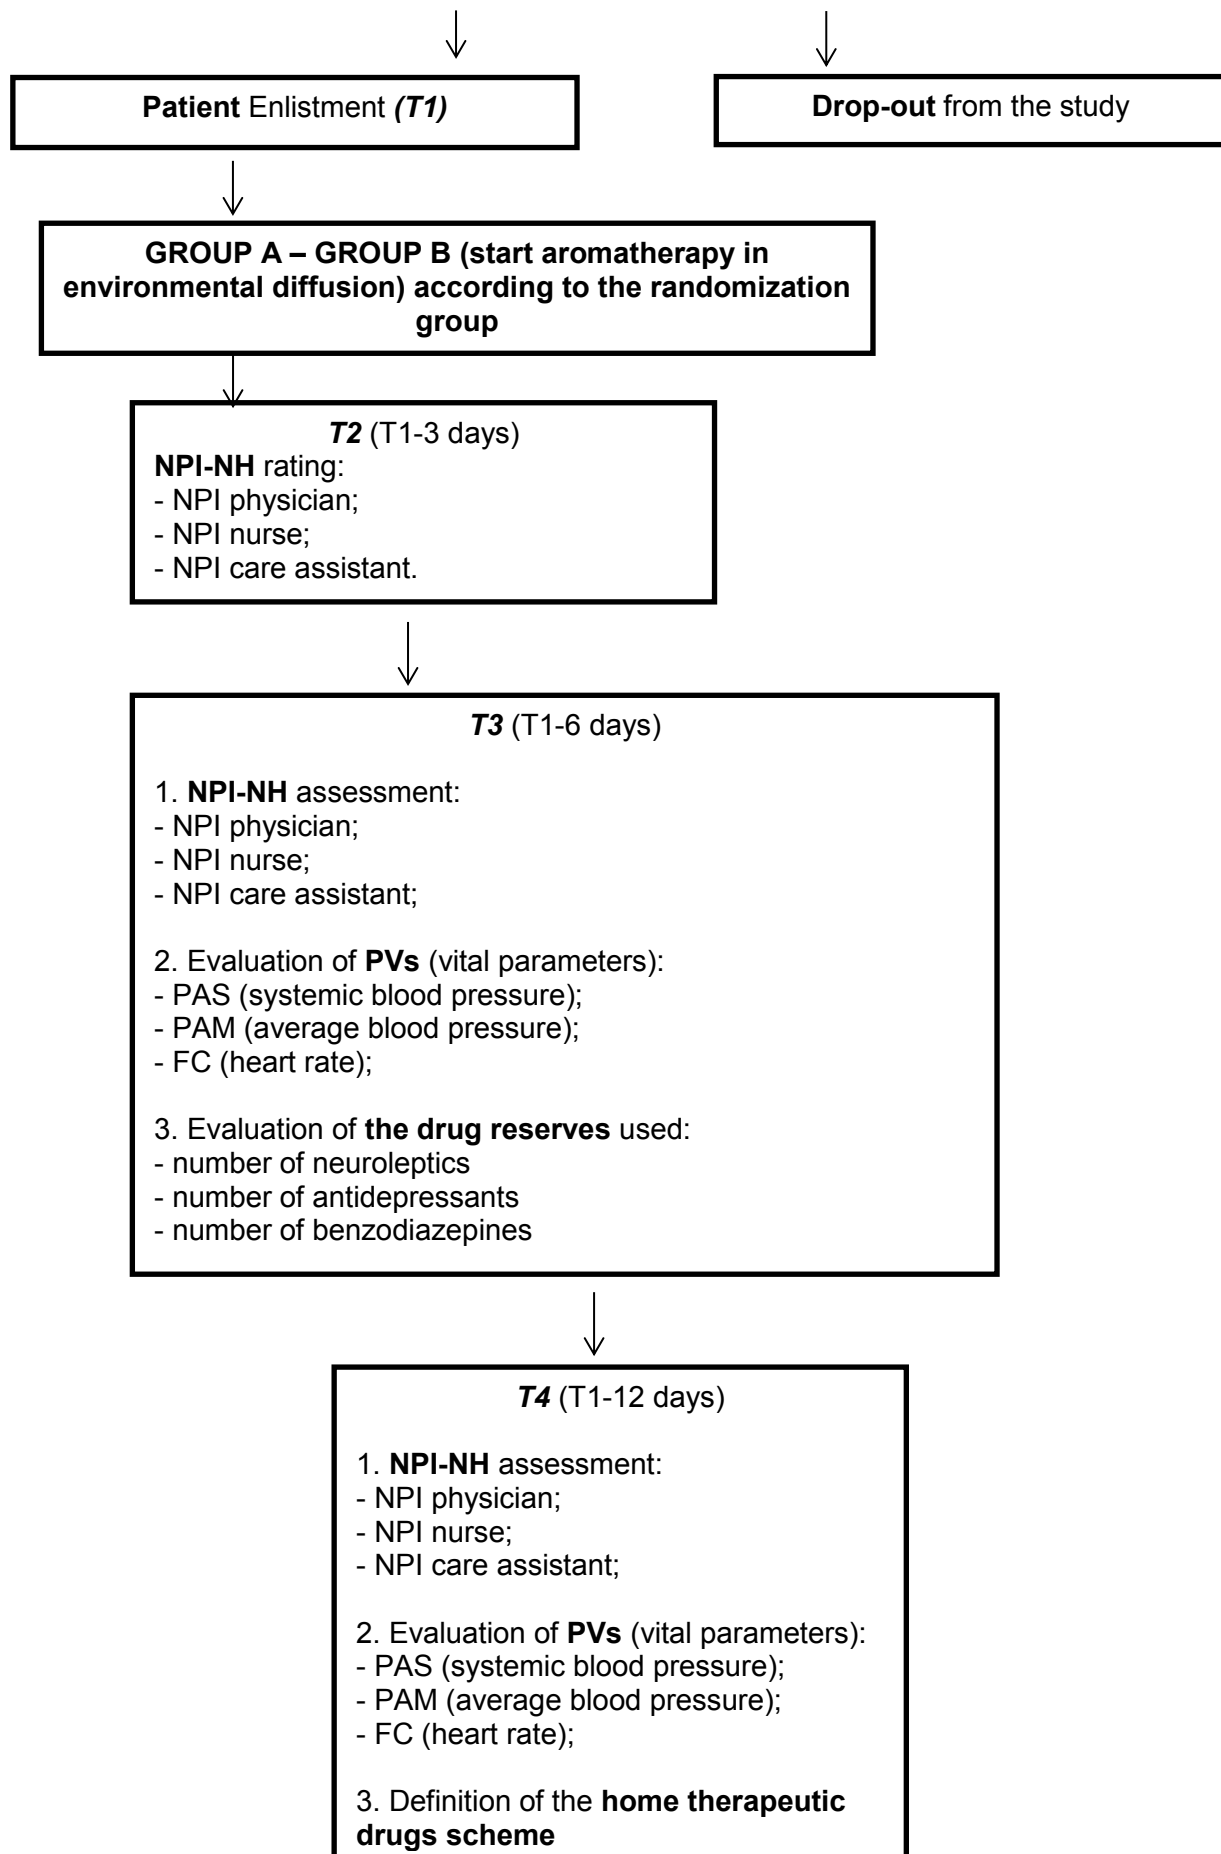 Patient Enlistment (T1)
Drop-out from the study
GROUP A – GROUP B (start aromatherapy in
environmental diffusion) according to the randomization
group
T2 (T1-3 days)
NPI-NH rating:
- NPI physician;
- NPI nurse;
- NPI care assistant.
T3 (T1-6 days)
1. NPI-NH assessment:
- NPI physician;
- NPI nurse;
- NPI care assistant;
2. Evaluation of PVs (vital parameters):
- PAS (systemic blood pressure);
- PAM (average blood pressure);
- FC (heart rate);
3. Evaluation of the drug reserves used:
- number of neuroleptics
- number of antidepressants
- number of benzodiazepines
T4 (T1-12 days)
1. NPI-NH assessment:
- NPI physician;
- NPI nurse;
- NPI care assistant;
2. Evaluation of PVs (vital parameters):
- PAS (systemic blood pressure);
- PAM (average blood pressure);
- FC (heart rate);
3. Definition of the home therapeutic
drugs scheme